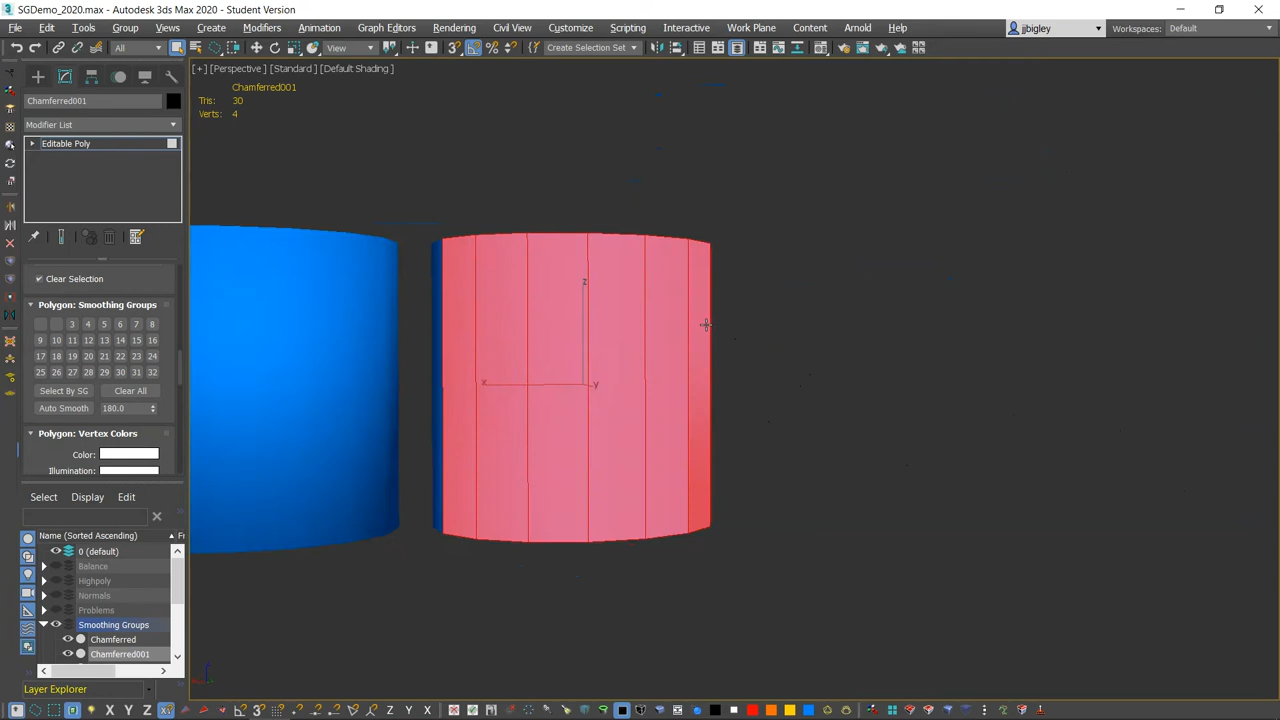 SGDemo_2020.max - Autodesk 3ds Max 2020 - Student Version
File Edit Tools Group Views Create Modifiers Animation Graph Editors Rendering Civil View Customize Scripting Interactive Max Plugin Content Arnold Help jjbigley Workspaces: Default
All View Create Selection Set
[+] [Perspective] [Standard] [Default Shading]
Chamferred001
Tris: 30
Verts: 4
Chamferred001
Modifier List
Editable Poly
Clear Selection
Polygon: Smoothing Groups
3 4 5 6 7 8
9 10 11 12 13 14 15 16
17 18 19 20 21 22 23 24
25 26 27 28 29 30 31 32
Select By SG Clear All
Auto Smooth 180.0
Polygon: Vertex Colors
Color:
Illumination:
Select Display Edit
Name (Sorted Ascending)
0 (default)
Balance
Highpoly
Normals
Problems
Smoothing Groups
Chamferred
Chamferred001
Layer Explorer
z
x
y
X Y Z